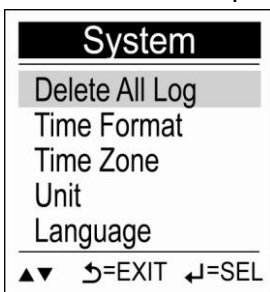 System
Delete All Log
Time Format
Time Zone
Unit
Language
▲▼ ⮌=EXIT ↵=SEL